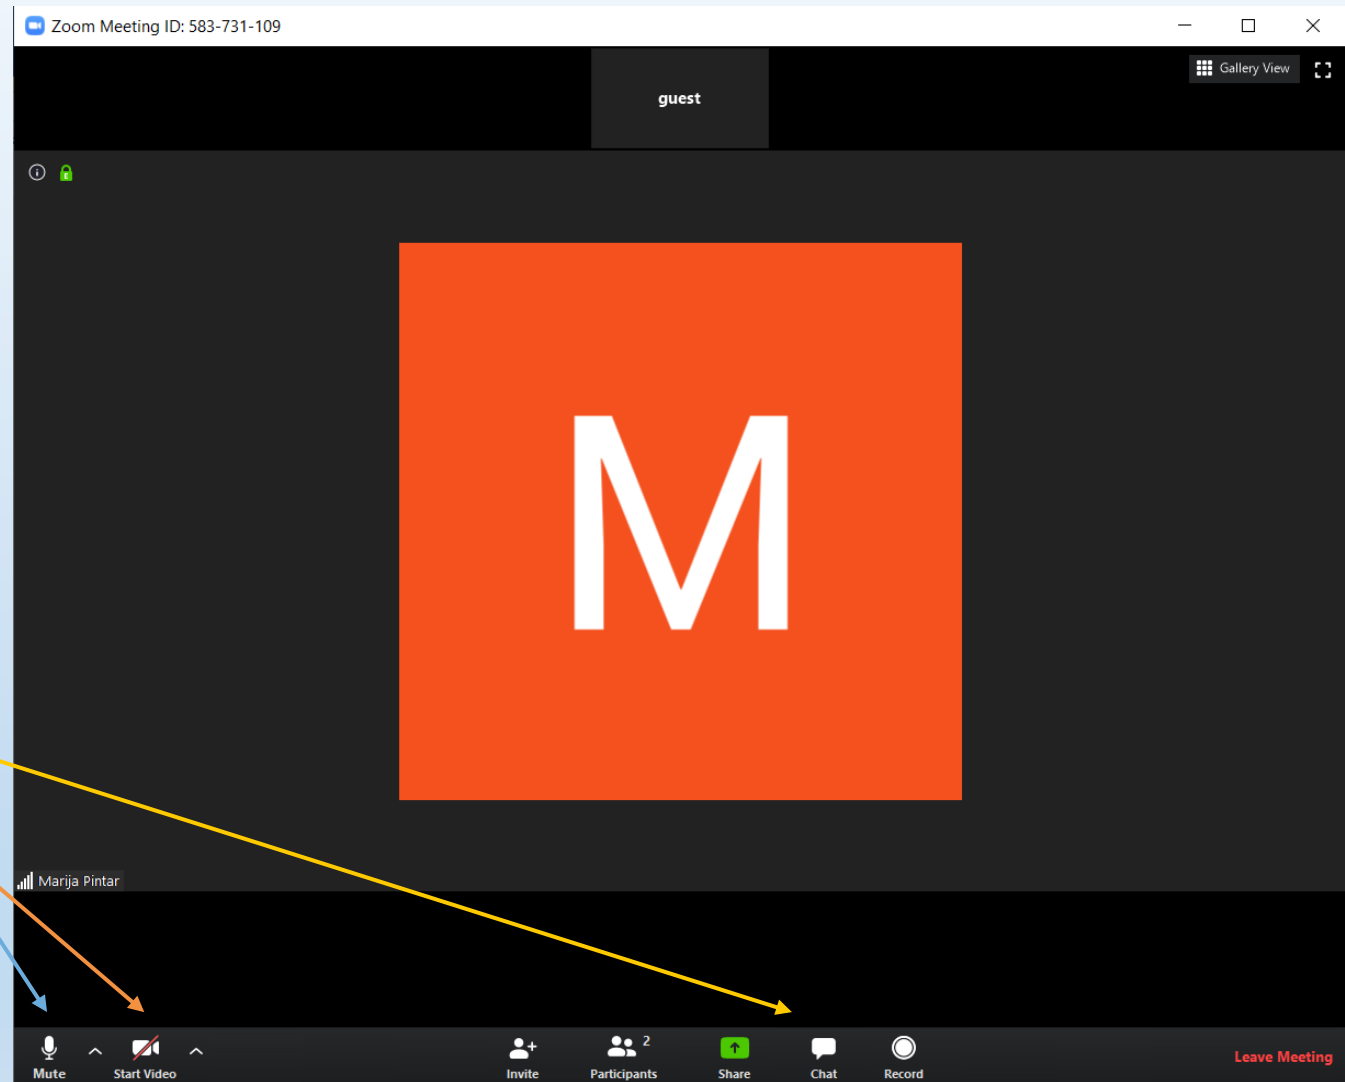 Zoom Meeting ID: 583-731-109
Gallery View
guest
E
M
Marija Pintar
2
Mute
Start Video
Invite
Participants
Share
Chat
Record
Leave Meeting